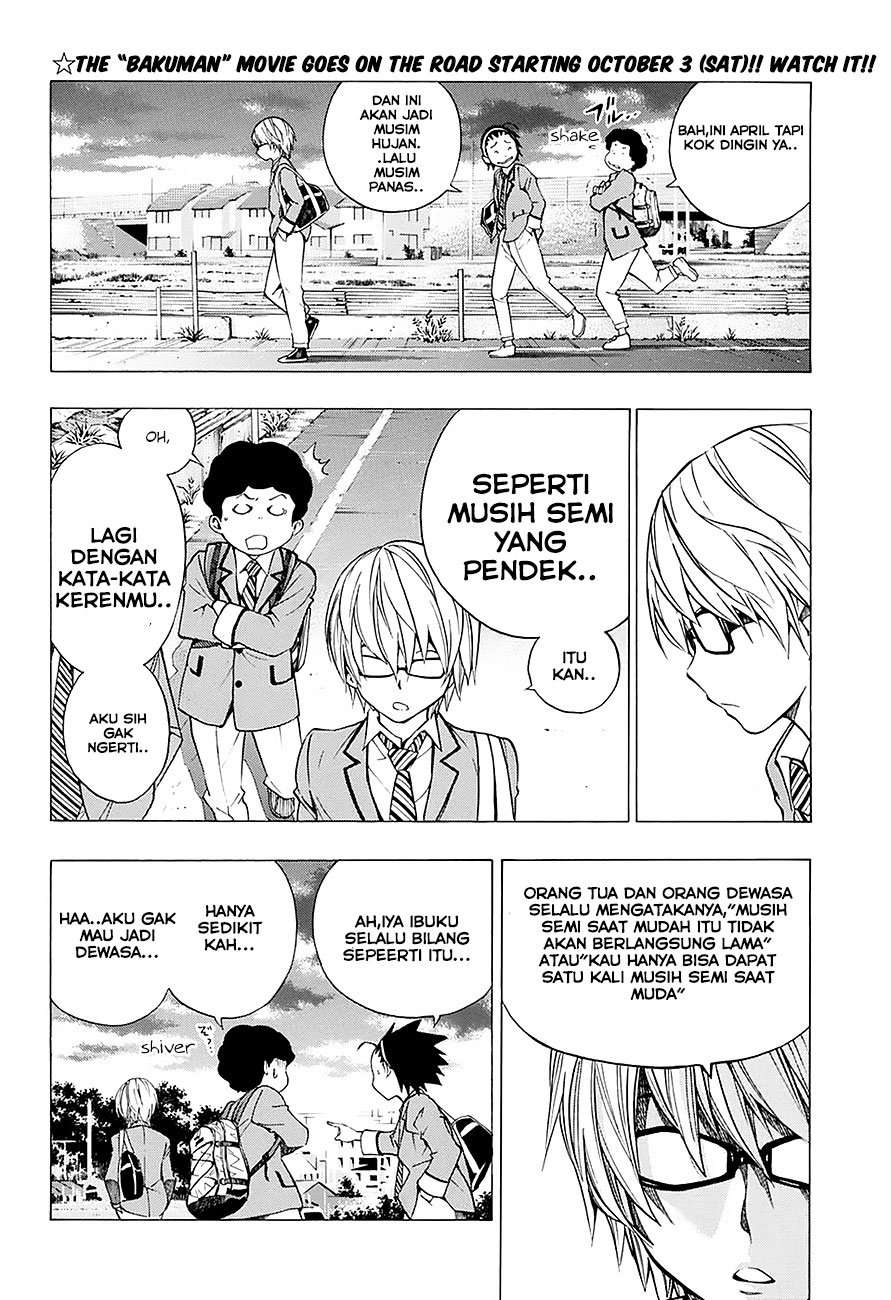 ☆THE "BAKUMAN" MOVIE GOES ON THE ROAD STARTING OCTOBER 3 (SAT)!! WATCH IT!!
BAH,INI APRIL TAPI
KOK DINGIN YA..
ブル..
shake
DAN INI
AKAN JADI
MUSIM
HUJAN.
.LALU
MUSIM
PANAS..
ITU
KAN..
SEPERTI
MUSIH SEMI
YANG
PENDEK..
OH,
LAGI
DENGAN
KATA-KATA
KERENMU..
AKU SIH
GAK
NGERTI..
ORANG TUA DAN ORANG DEWASA
SELALU MENGATAKANYA,"MUSIH
SEMI SAAT MUDAH ITU TIDAK
AKAN BERLANGSUNG LAMA"
ATAU"KAU HANYA BISA DAPAT
SATU KALI MUSIH SEMI SAAT
MUDA"
AH,IYA IBUKU
SELALU BILANG
SEPEERTI ITU...
HANYA
SEDIKIT
KAH...
HAA..AKU GAK
MAU JADI
DEWASA...
shiver